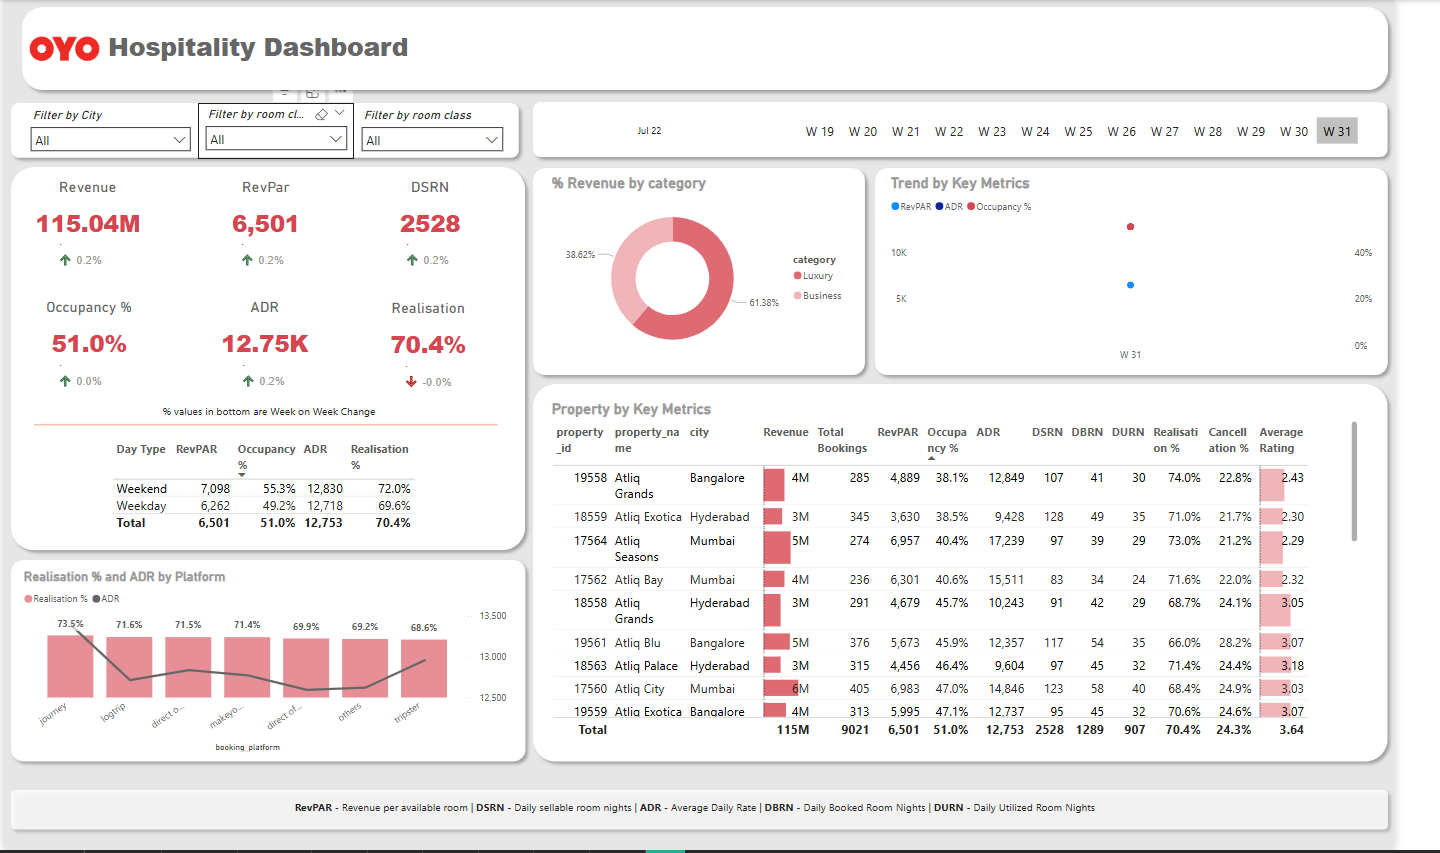 OYO Hospitality Dashboard
Filter by City
All
Filter by room cl...
All
Filter by room class
All
Jul 22
W 19 W 20 W 21 W 22 W 23 W 24 W 25 W 26 W 27 W 28 W 29 W 30 W 31
Revenue RevPar DSRN
115.04M 6,501 2528
0.2% 0.2% 0.2%
Occupancy % ADR Realisation
51.0% 12.75K 70.4%
0.0% 0.2% -0.0%
% values in bottom are Week on Week Change
Day Type RevPAR Occupancy % ADR Realisation %
Weekend 7,098 55.3% 12,830 72.0%
Weekday 6,262 49.2% 12,718 69.6%
Total 6,501 51.0% 12,753 70.4%
Realisation % and ADR by Platform
Realisation % ADR
73.5% 71.6% 71.5% 71.4% 69.9% 69.2% 68.6%
13,500
13,000
12,500
journey logtrip direct o... makeyo... direct of... others tripster
booking_platform
% Revenue by category
38.62%
61.38%
category
Luxury
Business
Trend by Key Metrics
RevPAR ADR Occupancy %
10K 40%
5K 20%
0%
W 31
Property by Key Metrics
property_id property_name city Revenue Total Bookings RevPAR Occupancy % ADR DSRN DBRN DURN Realisation % Cancellation % Average Rating
19558 Atliq Grands Bangalore 4M 285 4,889 38.1% 12,849 107 41 30 74.0% 22.8% 2.43
18559 Atliq Exotica Hyderabad 3M 345 3,630 38.5% 9,428 128 49 35 71.0% 21.7% 2.30
17564 Atliq Seasons Mumbai 5M 274 6,957 40.4% 17,239 97 39 29 73.0% 21.2% 2.29
17562 Atliq Bay Mumbai 4M 236 6,301 40.6% 15,511 83 34 24 71.6% 22.0% 2.32
18558 Atliq Grands Hyderabad 3M 291 4,679 45.7% 10,243 91 42 29 68.7% 24.1% 3.05
19561 Atliq Blu Bangalore 5M 376 5,673 45.9% 12,357 117 54 35 66.0% 28.2% 3.07
18563 Atliq Palace Hyderabad 3M 315 4,456 46.4% 9,604 97 45 32 71.4% 24.4% 3.18
17560 Atliq City Mumbai 6M 405 6,983 47.0% 14,846 123 58 40 68.4% 24.9% 3.03
19559 Atliq Exotica Bangalore 4M 313 5,995 47.1% 12,737 95 45 32 70.6% 24.6% 3.07
Total 115M 9021 6,501 51.0% 12,753 2528 1289 907 70.4% 24.3% 3.64
RevPAR - Revenue per available room | DSRN - Daily sellable room nights | ADR - Average Daily Rate | DBRN - Daily Booked Room Nights | DURN - Daily Utilized Room Nights